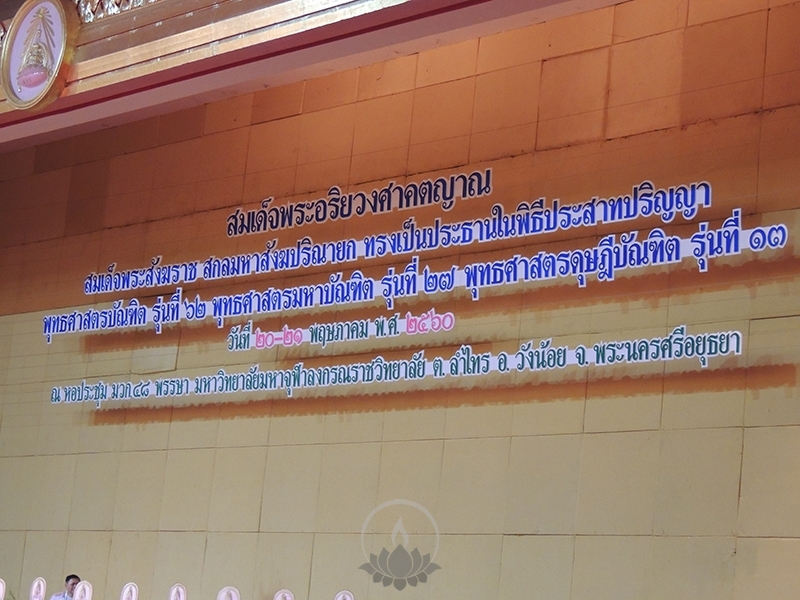 สมเด็จพระอริยวงศาคตญาณ
สมเด็จพระสังฆราช สกลมหาสังฆปริณายก ทรงเป็นประธานในพิธีประสาทปริญญา
พุทธศาสตรบัณฑิต รุ่นที่ ๖๒ พุทธศาสตรมหาบัณฑิต รุ่นที่ ๒๗ พุทธศาสตรดุษฎีบัณฑิต รุ่นที่ ๑๓
วันที่ ๒๐-๒๑ พฤษภาคม พ.ศ. ๒๕๖๐
ณ หอประชุม มวก.๔๘ พรรษา มหาวิทยาลัยมหาจุฬาลงกรณราชวิทยาลัย ต. ลำไทร อ. วังน้อย จ. พระนครศรีอยุธยา